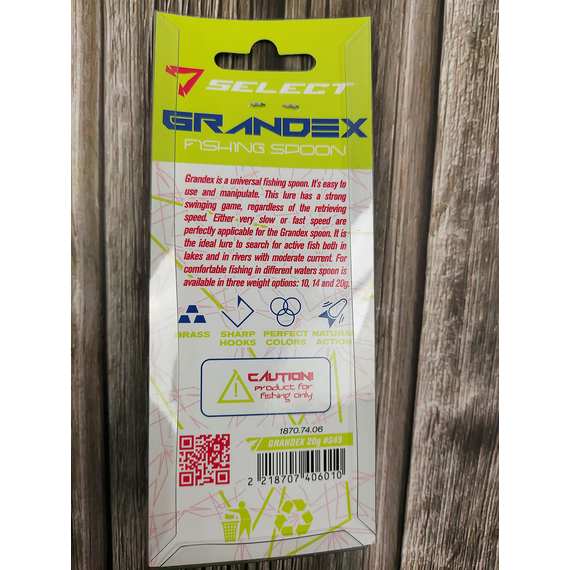 SELECT
GRANDEX
FISHING SPOON
Grandex is a universal fishing spoon. It's easy to
use and manipulate. This lure has a strong
swinging game, regardless of the retrieving
speed. Either very slow or fast speed are
perfectly applicable for the Grandex spoon. It is
the ideal lure to search for active fish both in
lakes and in rivers with moderate current. For
comfortable fishing in different waters spoon is
available in three weight options: 10, 14 and 20g.
BRASS SHARP PERFECT NATURAL
HOOKS COLORS ACTION
CAUTION!
Product for
fishing only
1870.74.06
GRANDEX 20g #S49
2 218707 406010